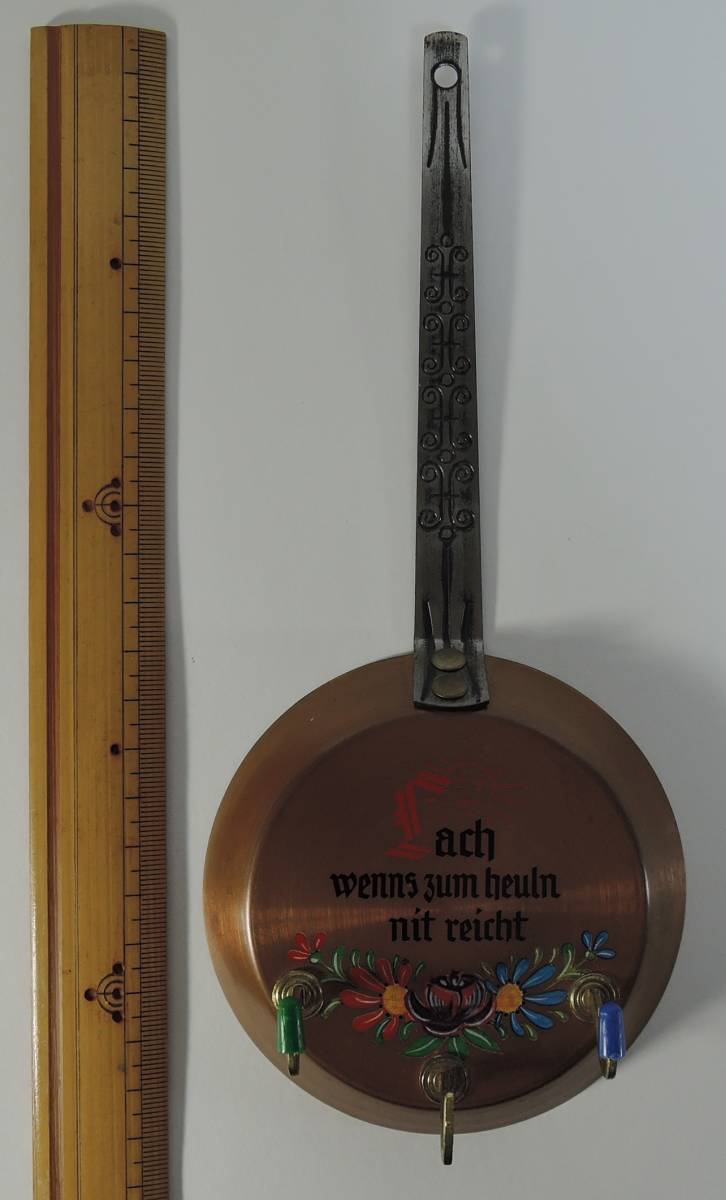 Lach
wenns zum heuln
nit reicht